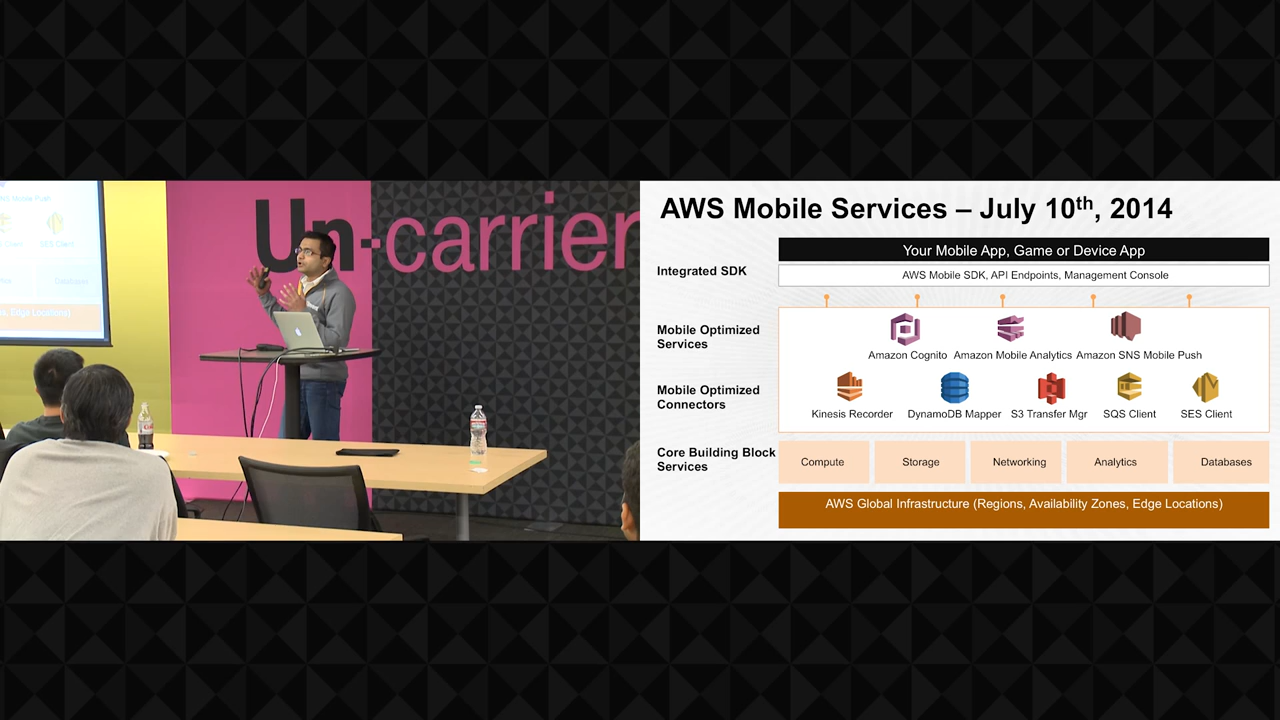 Un-carrier
SES Client
AWS Mobile Services – July 10th, 2014
Your Mobile App, Game or Device App
Integrated SDK
AWS Mobile SDK, API Endpoints, Management Console
Mobile Optimized
Services
Amazon Cognito Amazon Mobile Analytics Amazon SNS Mobile Push
Mobile Optimized
Connectors
Kinesis Recorder DynamoDB Mapper S3 Transfer Mgr SQS Client SES Client
Core Building Block
Services
Compute Storage Networking Analytics Databases
AWS Global Infrastructure (Regions, Availability Zones, Edge Locations)